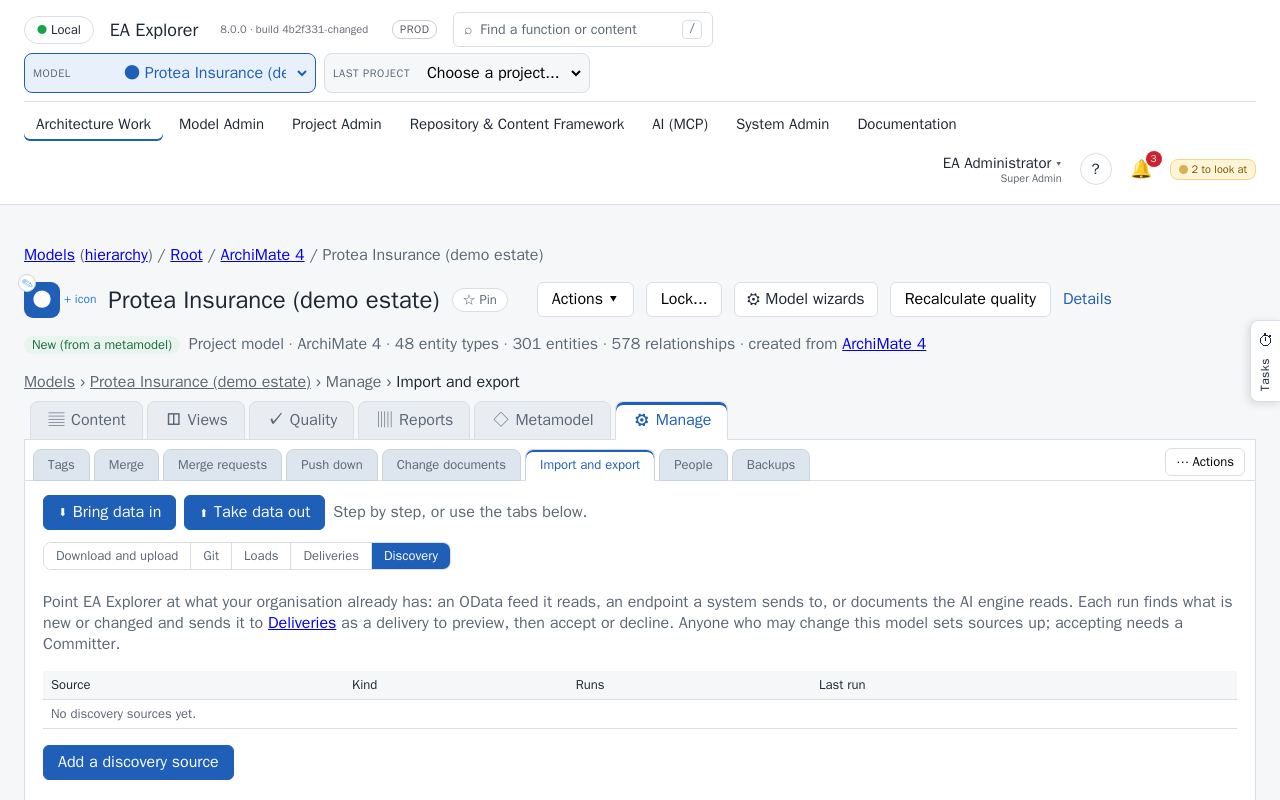 Local
EA Explorer
8.0.0 · build 4b2f331-changed
PROD
Find a function or content
/
MODEL
Protea Insurance (de
LAST PROJECT
Choose a project...
Architecture Work
Model Admin
Project Admin
Repository & Content Framework
AI (MCP)
System Admin
Documentation
EA Administrator
Super Admin
?
3
2 to look at
Models (hierarchy) / Root / ArchiMate 4 / Protea Insurance (demo estate)
+ icon
Protea Insurance (demo estate)
☆ Pin
Actions ▾
Lock...
⚙ Model wizards
Recalculate quality
Details
New (from a metamodel)
Project model · ArchiMate 4 · 48 entity types · 301 entities · 578 relationships · created from ArchiMate 4
Tasks
Models › Protea Insurance (demo estate) › Manage › Import and export
Content
Views
✓ Quality
Reports
Metamodel
⚙ Manage
Tags
Merge
Merge requests
Push down
Change documents
Import and export
People
Backups
··· Actions
⬇ Bring data in
⬆ Take data out
Step by step, or use the tabs below.
Download and upload
Git
Loads
Deliveries
Discovery
Point EA Explorer at what your organisation already has: an OData feed it reads, an endpoint a system sends to, or documents the AI engine reads. Each run finds what is
new or changed and sends it to Deliveries as a delivery to preview, then accept or decline. Anyone who may change this model sets sources up; accepting needs a
Committer.
Source
Kind
Runs
Last run
No discovery sources yet.
Add a discovery source